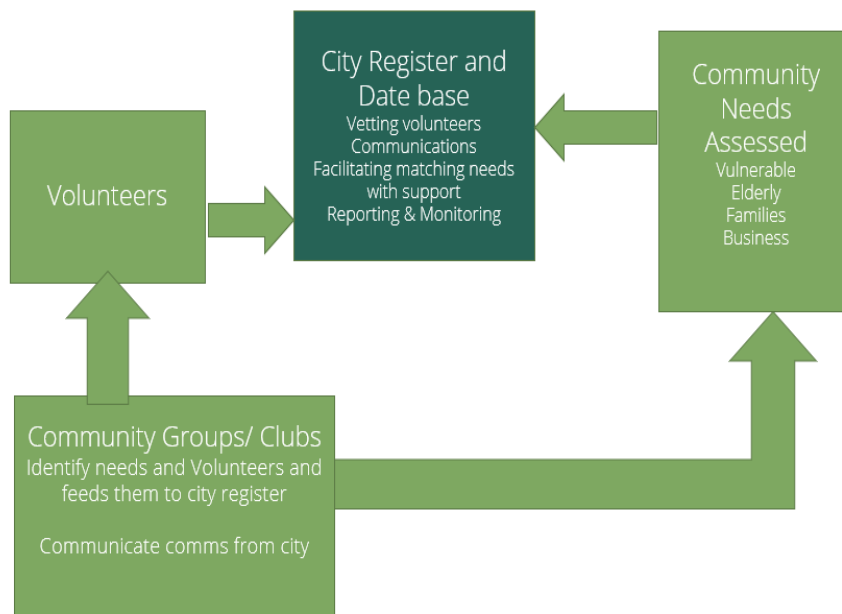 City Register and
Date base
Vetting volunteers
Communications
Facilitating matching needs
with support
Reporting & Monitoring
Community
Needs
Assessed
Vulnerable
Elderly
Families
Business
Volunteers
Community Groups/ Clubs
Identify needs and Volunteers and
feeds them to city register
Communicate comms from city